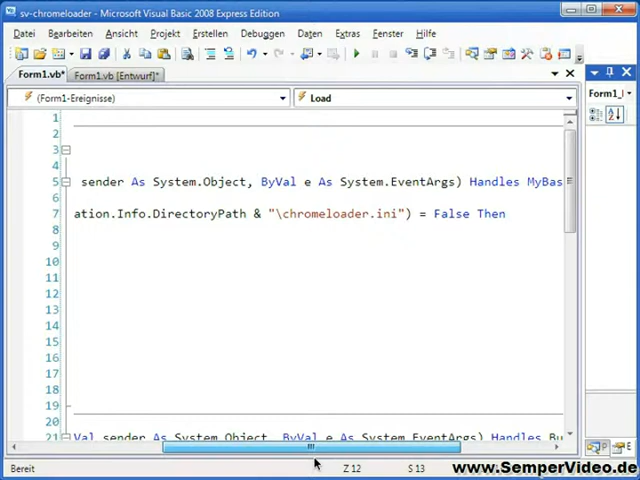 sv-chromeloader - Microsoft Visual Basic 2008 Express Edition
Datei Bearbeiten Ansicht Projekt Erstellen Debuggen Daten Extras Fenster Hilfe
Form1.vb* Form1.vb [Entwurf]*
(Form1-Ereignisse) Load
Form1_l
1
2
3
4
5 sender As System.Object, ByVal e As System.EventArgs) Handles MyBas
6
7 ation.Info.DirectoryPath & "\chromeloader.ini") = False Then
8
9
10
11
12
13
14
15
16
17
18
19
20
21 Val sender As System.Object, ByVal e As System.EventArgs) Handles Bu
Bereit Z 12 S 13 www.SemperVideo.de